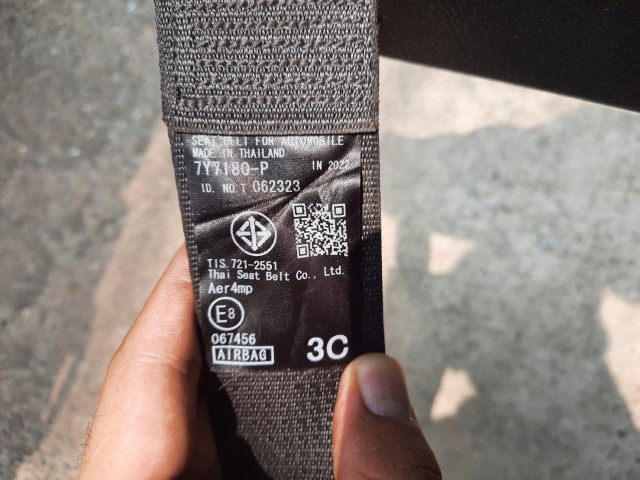 SEAT BELT FOR AUTOMOBILE
MADE IN THAILAND
7Y7180-P IN 2022
ID. NO.T 062323
TIS.721-2551
Thai Seat Belt Co., Ltd.
Aer4mp
E8
067456
AIRBAG 3C